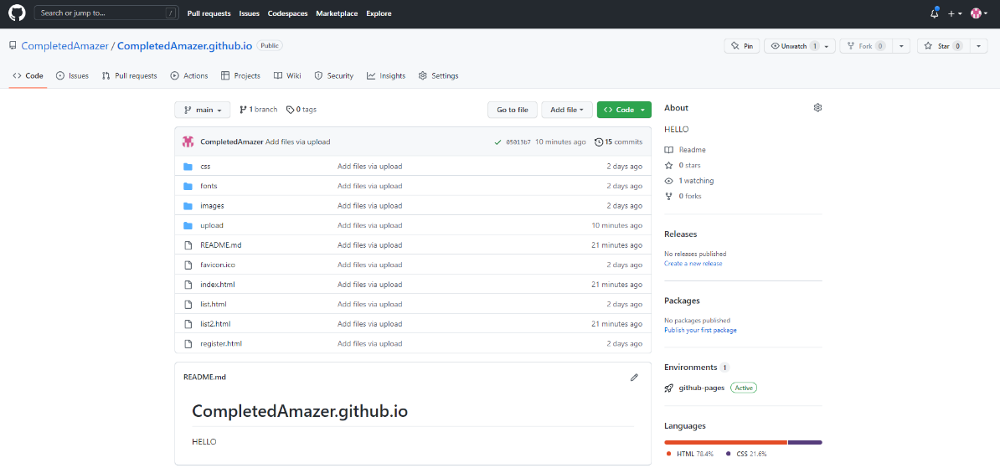 Search or jump to... /
Pull requests Issues Codespaces Marketplace Explore
CompletedAmazer / CompletedAmazer.github.io Public
Pin Unwatch 1 Fork 0 Star 0
Code Issues Pull requests Actions Projects Wiki Security Insights Settings
main 1 branch 0 tags Go to file Add file Code
CompletedAmazer Add files via upload 05013b7 10 minutes ago 15 commits
css Add files via upload 2 days ago
fonts Add files via upload 2 days ago
images Add files via upload 2 days ago
upload Add files via upload 10 minutes ago
README.md Add files via upload 21 minutes ago
favicon.ico Add files via upload 2 days ago
index.html Add files via upload 21 minutes ago
list.html Add files via upload 2 days ago
list2.html Add files via upload 21 minutes ago
register.html Add files via upload 2 days ago
README.md
CompletedAmazer.github.io
HELLO
About
HELLO
Readme
0 stars
1 watching
0 forks
Releases
No releases published
Create a new release
Packages
No packages published
Publish your first package
Environments 1
github-pages Active
Languages
HTML 78.4% CSS 21.6%